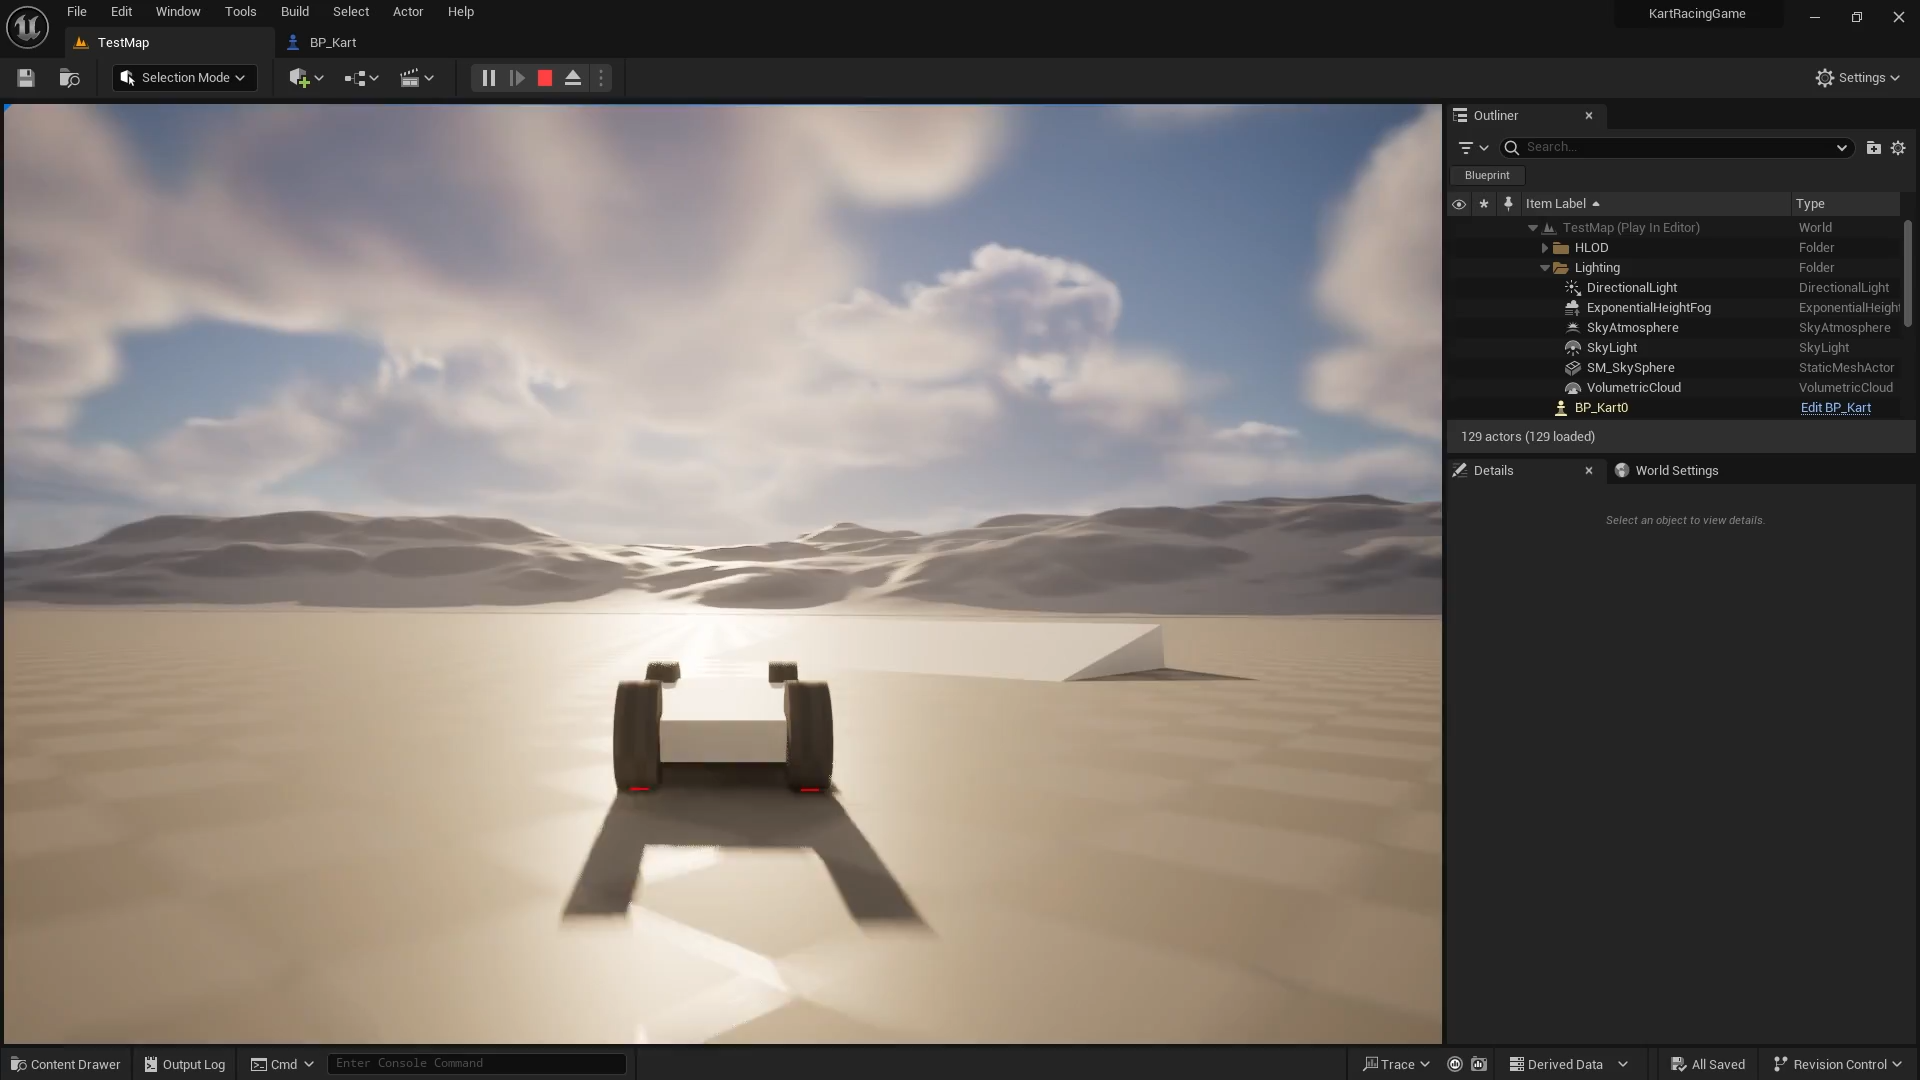 File Edit Window Tools Build Select Actor Help
KartRacingGame
TestMap
BP_Kart
Selection Mode
Settings
Outliner
Search...
Blueprint
Item Label Type
TestMap (Play In Editor) World
HLOD Folder
Lighting Folder
DirectionalLight DirectionalLight
ExponentialHeightFog ExponentialHeight
SkyAtmosphere SkyAtmosphere
SkyLight SkyLight
SM_SkySphere StaticMeshActor
VolumetricCloud VolumetricCloud
BP_Kart0 Edit BP_Kart
129 actors (129 loaded)
Details
World Settings
Select an object to view details.
Content Drawer
Output Log
Cmd
Enter Console Command
Trace
Derived Data
All Saved
Revision Control